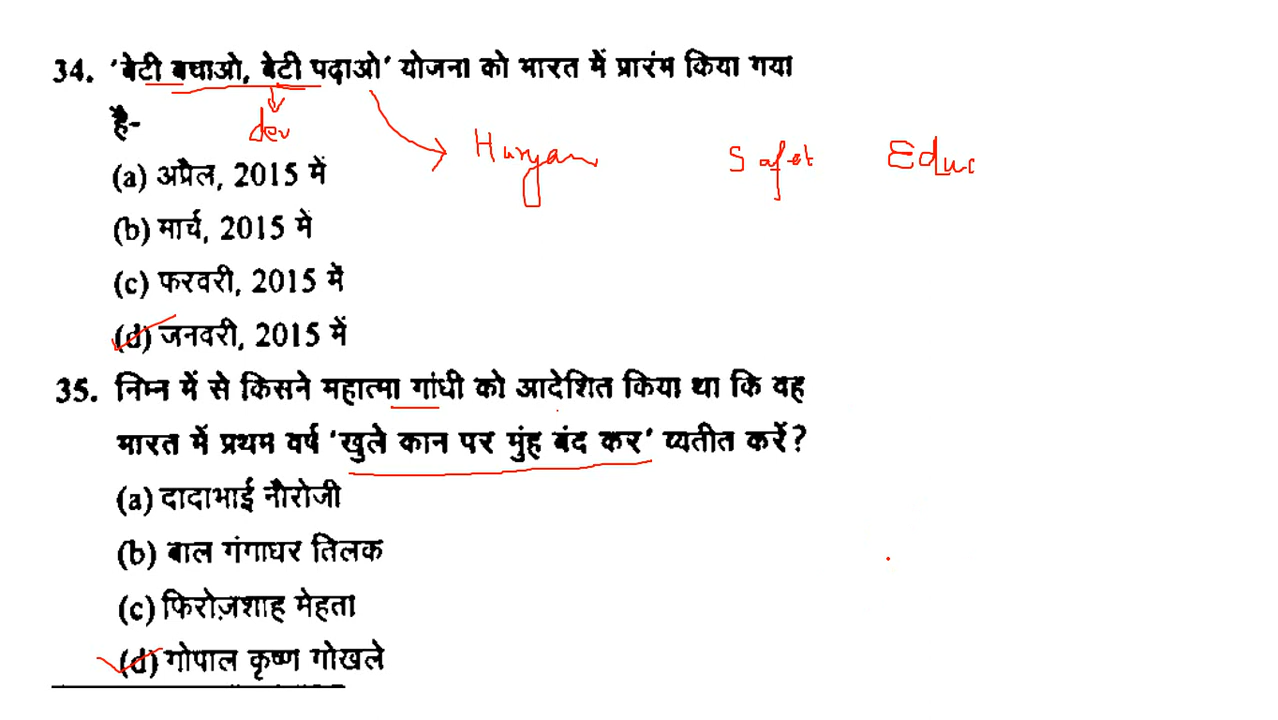 34. 'बेटी बचाओ, बेटी पढ़ाओ' योजना को भारत में प्रारंभ किया गया
है-
dev
Safet Educ
(a) अप्रैल, 2015 में
(b) मार्च, 2015 में
(c) फरवरी, 2015 में
(d) जनवरी, 2015 में
35. निम्न में से किसने महात्मा गांधी को आदेशित किया था कि वह
भारत में प्रथम वर्ष 'खुले कान पर मुंह बंद कर' व्यतीत करें?
(a) दादाभाई नौरोजी
(b) बाल गंगाधर तिलक
(c) फिरोज़शाह मेहता
(d) गोपाल कृष्ण गोखले